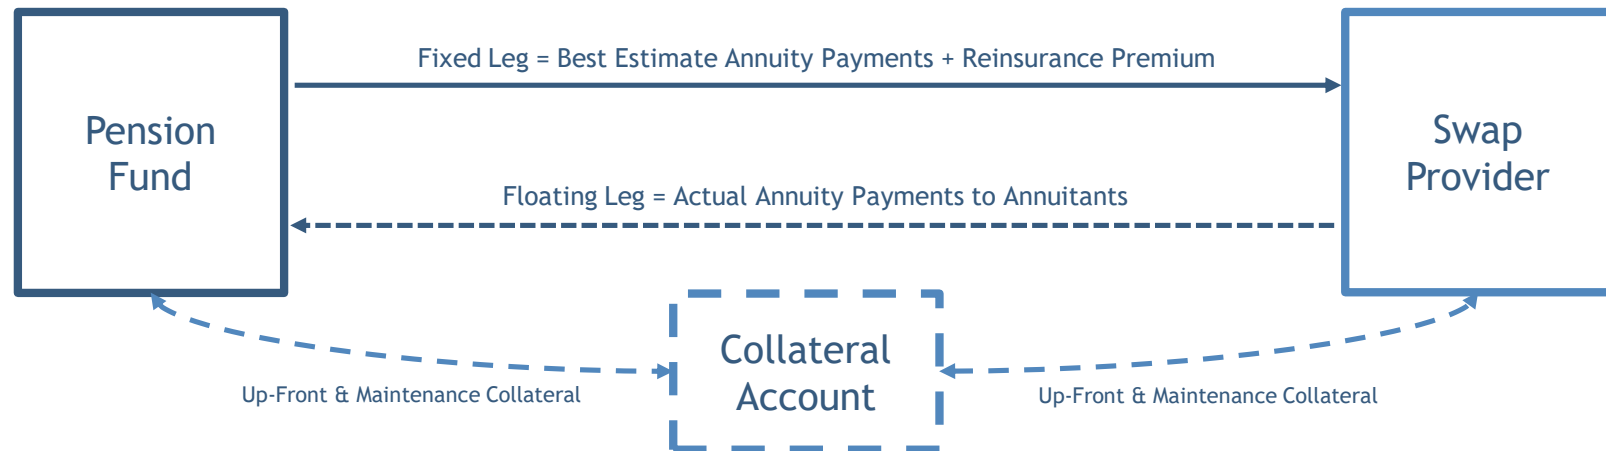 Fixed Leg = Best Estimate Annuity Payments + Reinsurance Premium
Pension
Fund
Swap
Provider
Floating Leg = Actual Annuity Payments to Annuitants
Collateral
Account
Up-Front & Maintenance Collateral
Up-Front & Maintenance Collateral